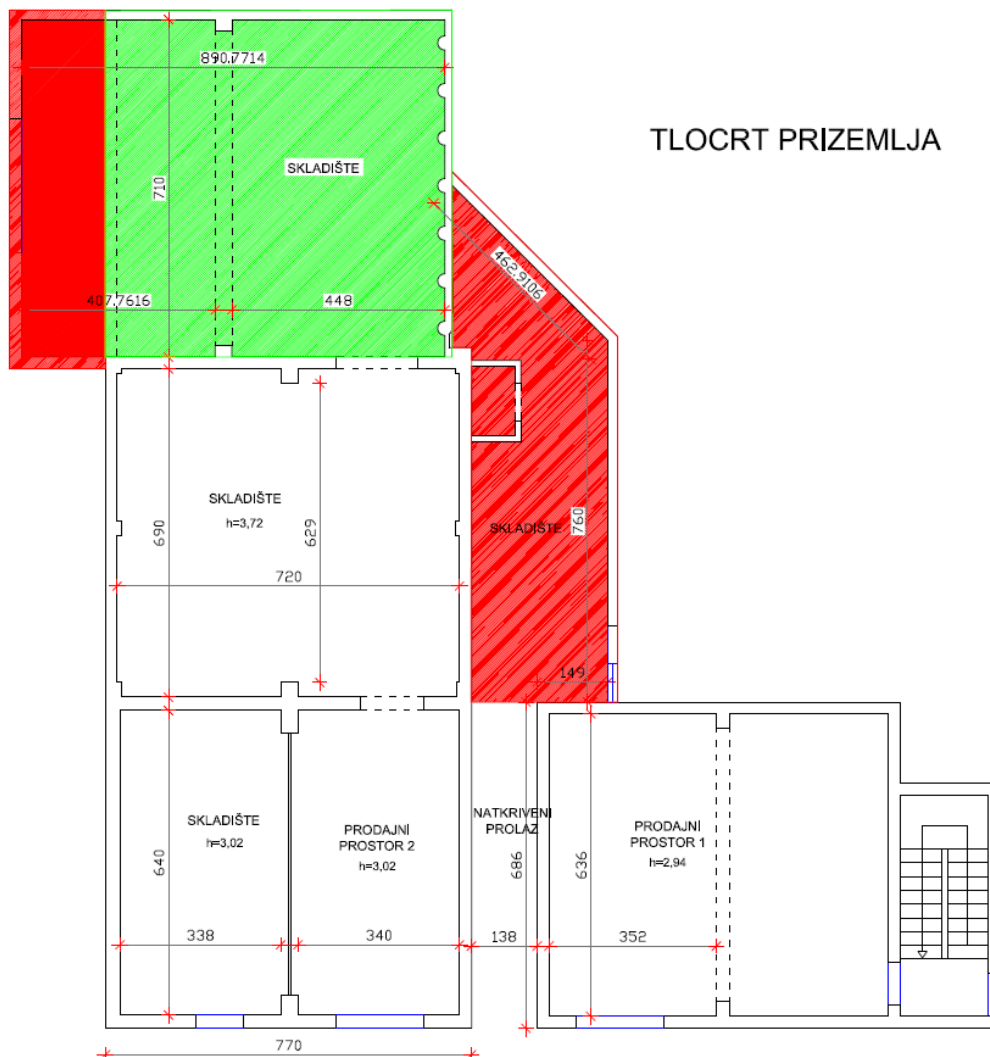 890.7714
TLOCRT PRIZEMLJA
SKLADIŠTE
710
462.9106
407.7616
448
SKLADIŠTE
h=3,72
690
629
720
SKLADIŠTE
760
149
SKLADIŠTE
h=3,02
PRODAJNI
PROSTOR 2
h=3,02
NATKRIVENI
PROLAZ
PRODAJNI
PROSTOR 1
h=2,94
640
686
636
338
340
138
352
770